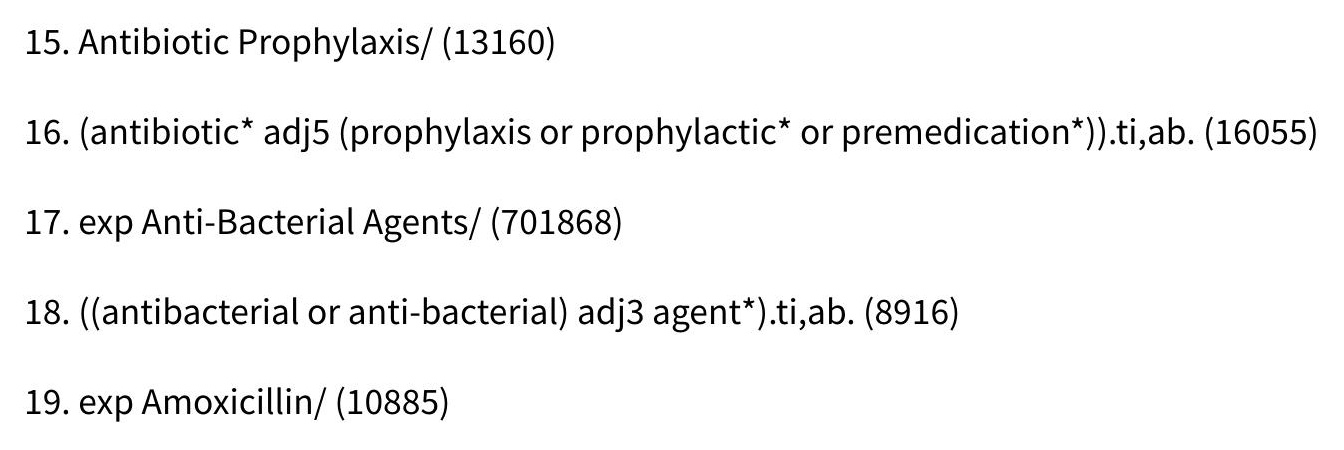 15. Antibiotic Prophylaxis/ (13160)
16. (antibiotic* adj5 (prophylaxis or prophylactic* or premedication*)).ti,ab. (16055)
17. exp Anti-Bacterial Agents/ (701868)
18. ((antibacterial or anti-bacterial) adj3 agent*).ti,ab. (8916)
19. exp Amoxicillin/ (10885)